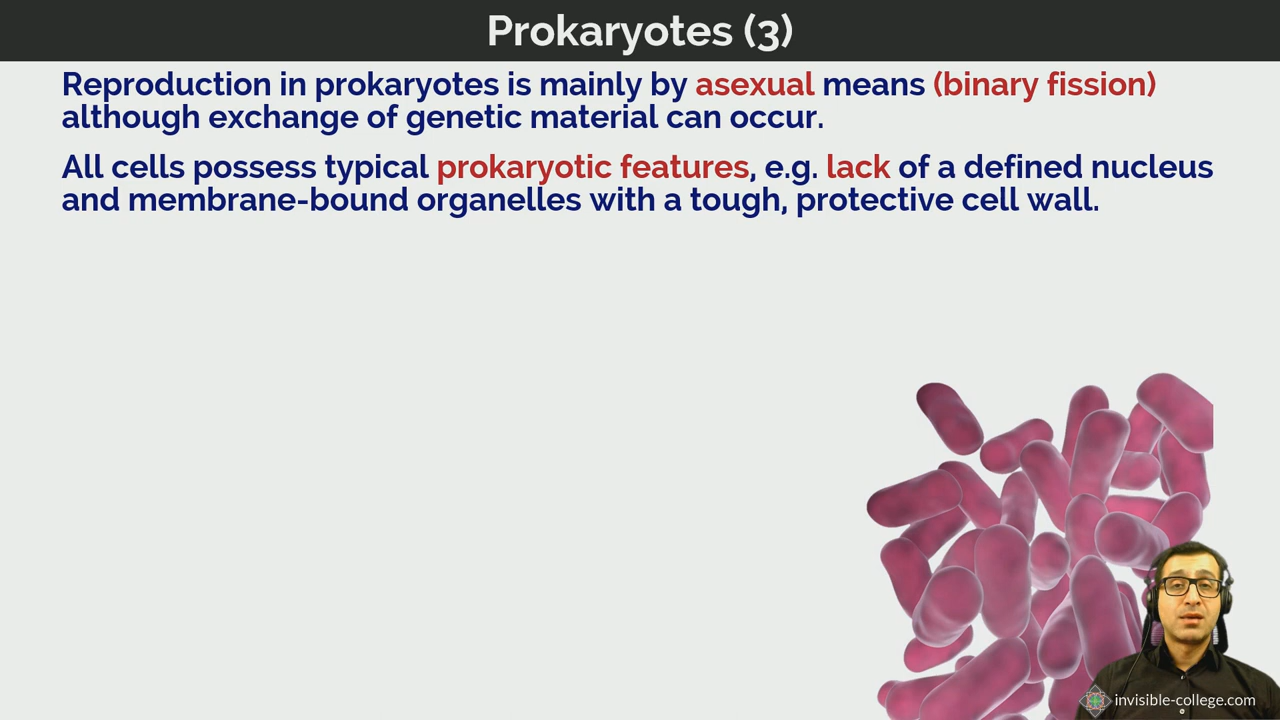 Prokaryotes (3)
Reproduction in prokaryotes is mainly by asexual means (binary fission)
although exchange of genetic material can occur.
All cells possess typical prokaryotic features, e.g. lack of a defined nucleus
and membrane-bound organelles with a tough, protective cell wall.
invisible-college.com